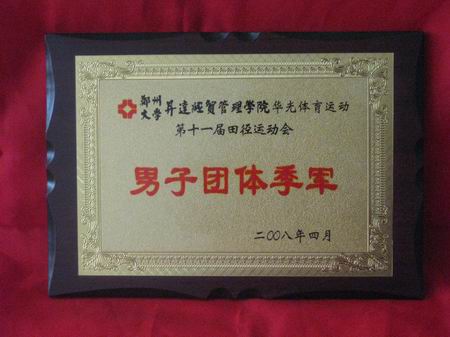 郑州大学 昇达经贸管理学院华光体育运动
第十一届田径运动会
男子团体季军
二〇〇八年四月